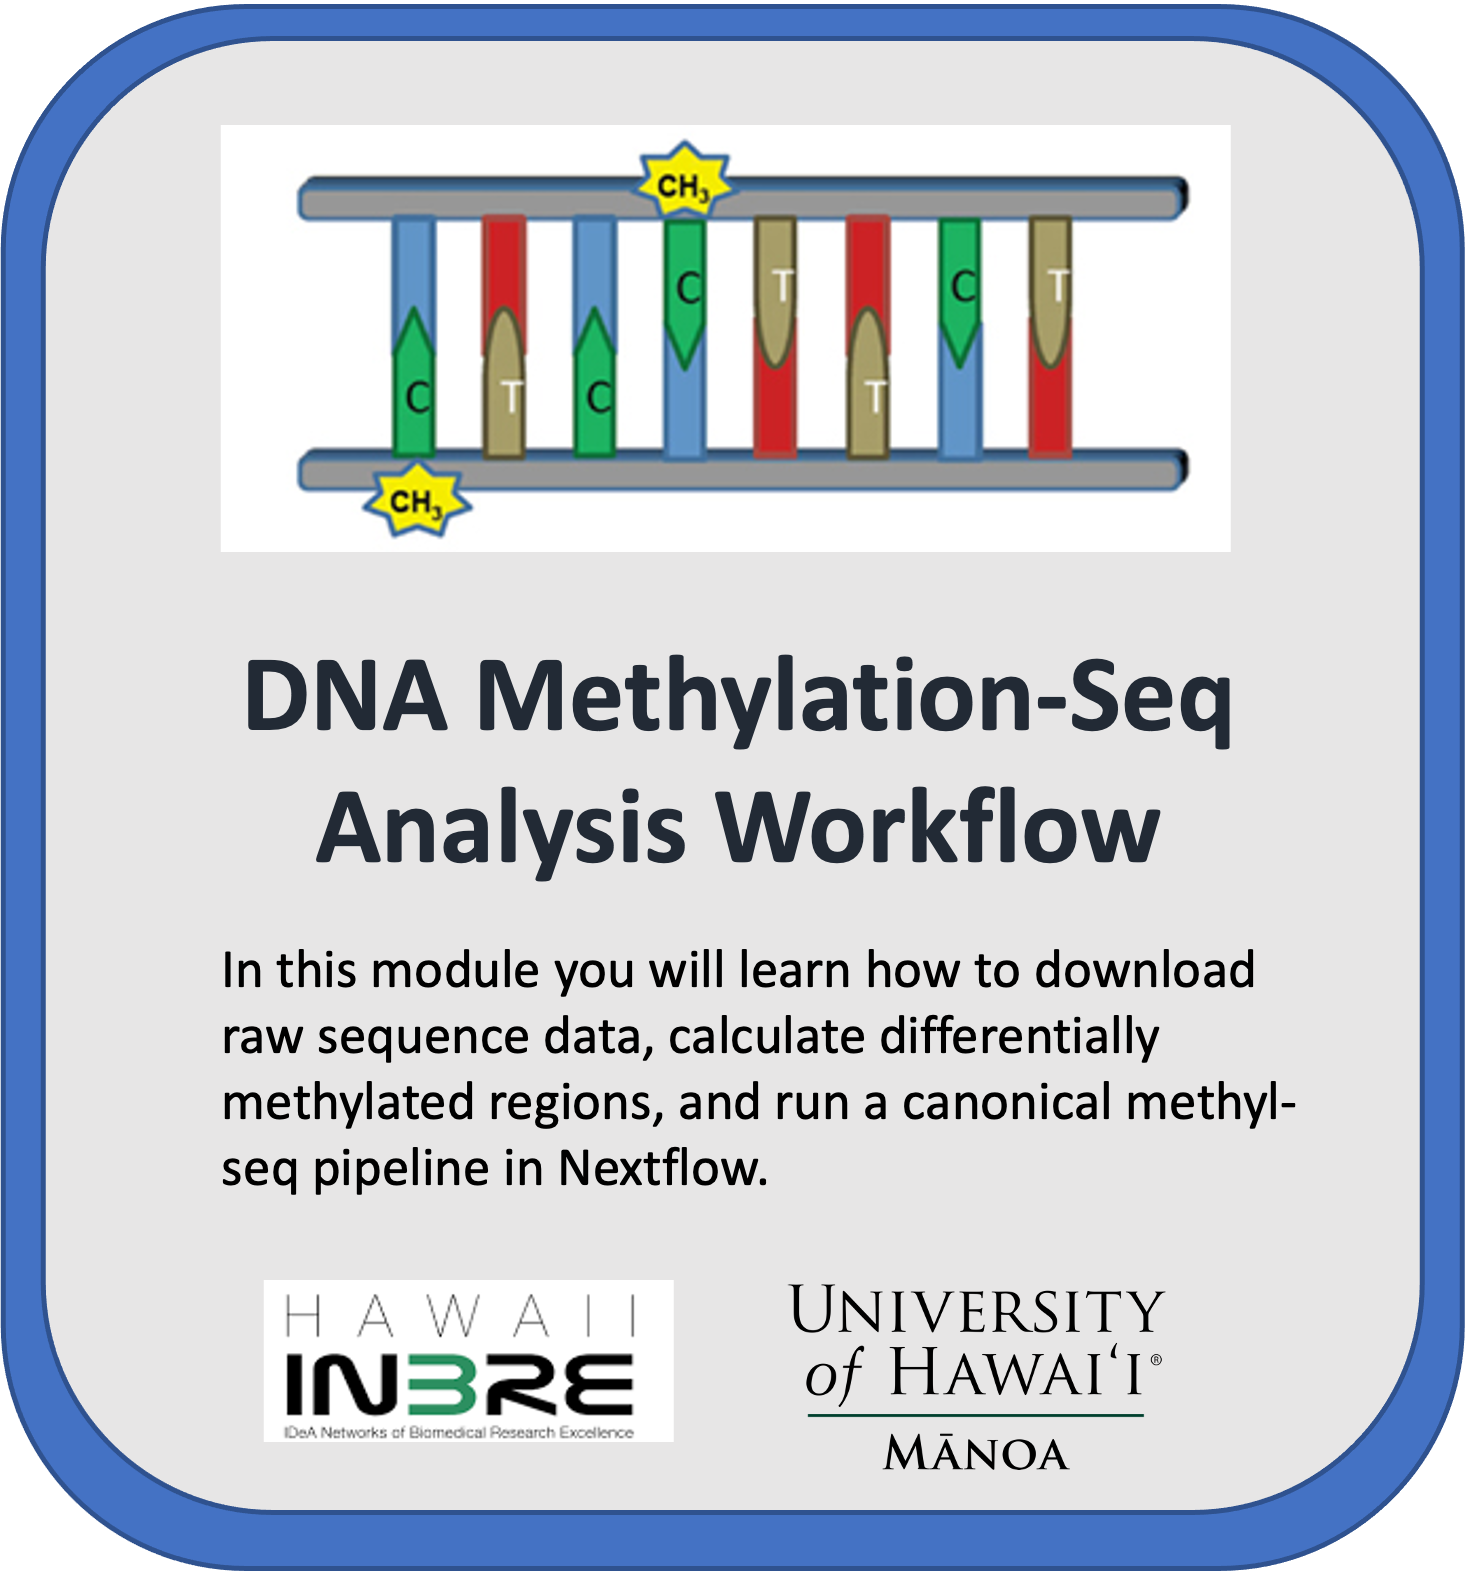 CH₃
C
T
C
T
C
T
C
T
C
CH₃
DNA Methylation-Seq
Analysis Workflow
In this module you will learn how to download
raw sequence data, calculate differentially
methylated regions, and run a canonical methyl-
seq pipeline in Nextflow.
HAWAII
INBRE
IDeA Networks of Biomedical Research Excellence
UNIVERSITY
of HAWAIʻI®
MĀNOA